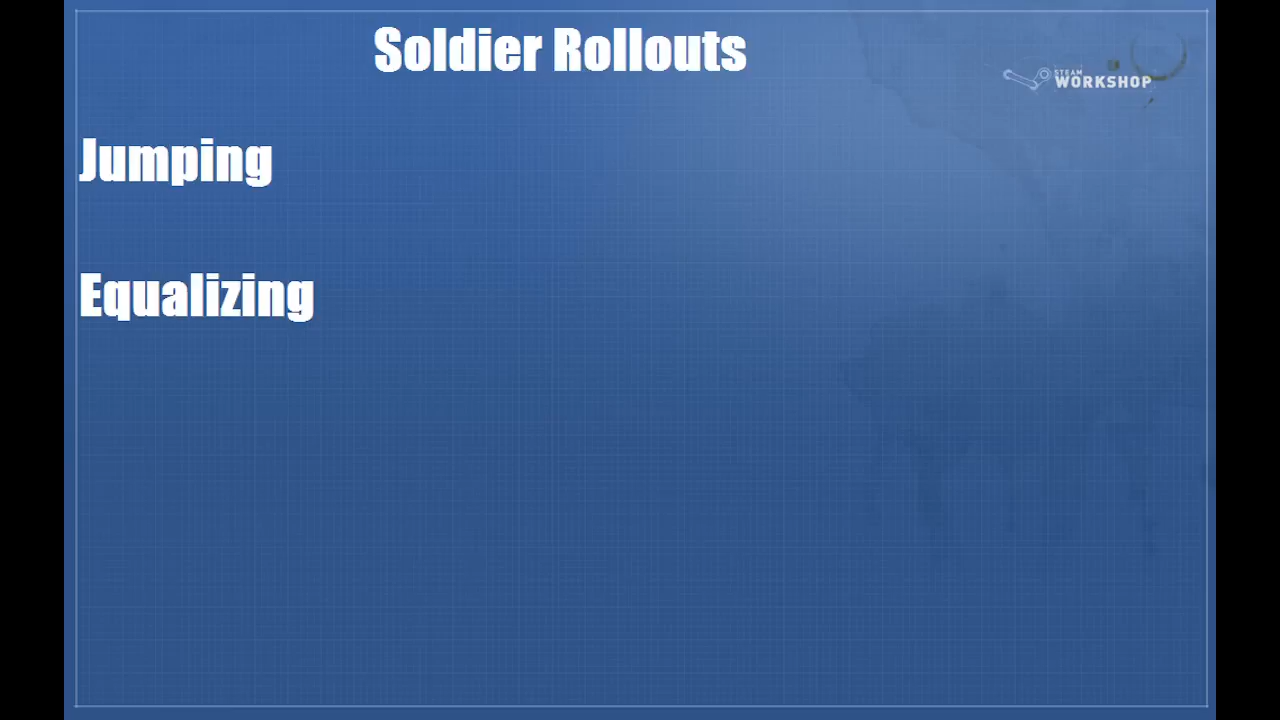 Soldier Rollouts
STEAM
WORKSHOP
Jumping
Equalizing